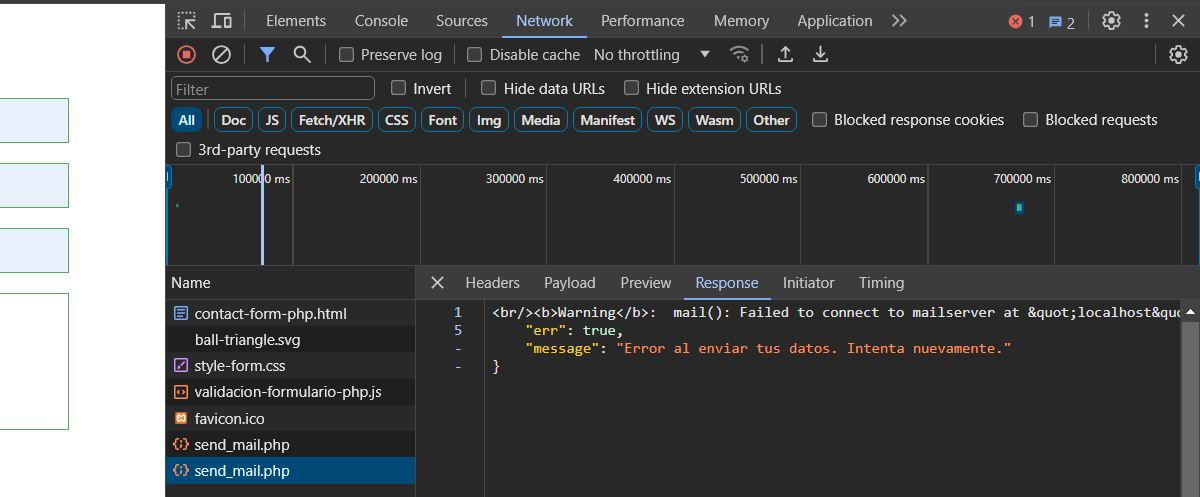 Elements Console Sources Network Performance Memory Application 1 2
Preserve log Disable cache No throttling
Filter Invert Hide data URLs Hide extension URLs
All Doc JS Fetch/XHR CSS Font Img Media Manifest WS Wasm Other Blocked response cookies Blocked requests
3rd-party requests
100000 ms 200000 ms 300000 ms 400000 ms 500000 ms 600000 ms 700000 ms 800000 ms
Name Headers Payload Preview Response Initiator Timing
contact-form-php.html
ball-triangle.svg
style-form.css
validacion-formulario-php.js
favicon.ico
send_mail.php
send_mail.php
1 <br/><b>Warning</b>: mail(): Failed to connect to mailserver at &quot;localhost&quo
5 "err": true,
- "message": "Error al enviar tus datos. Intenta nuevamente."
- }